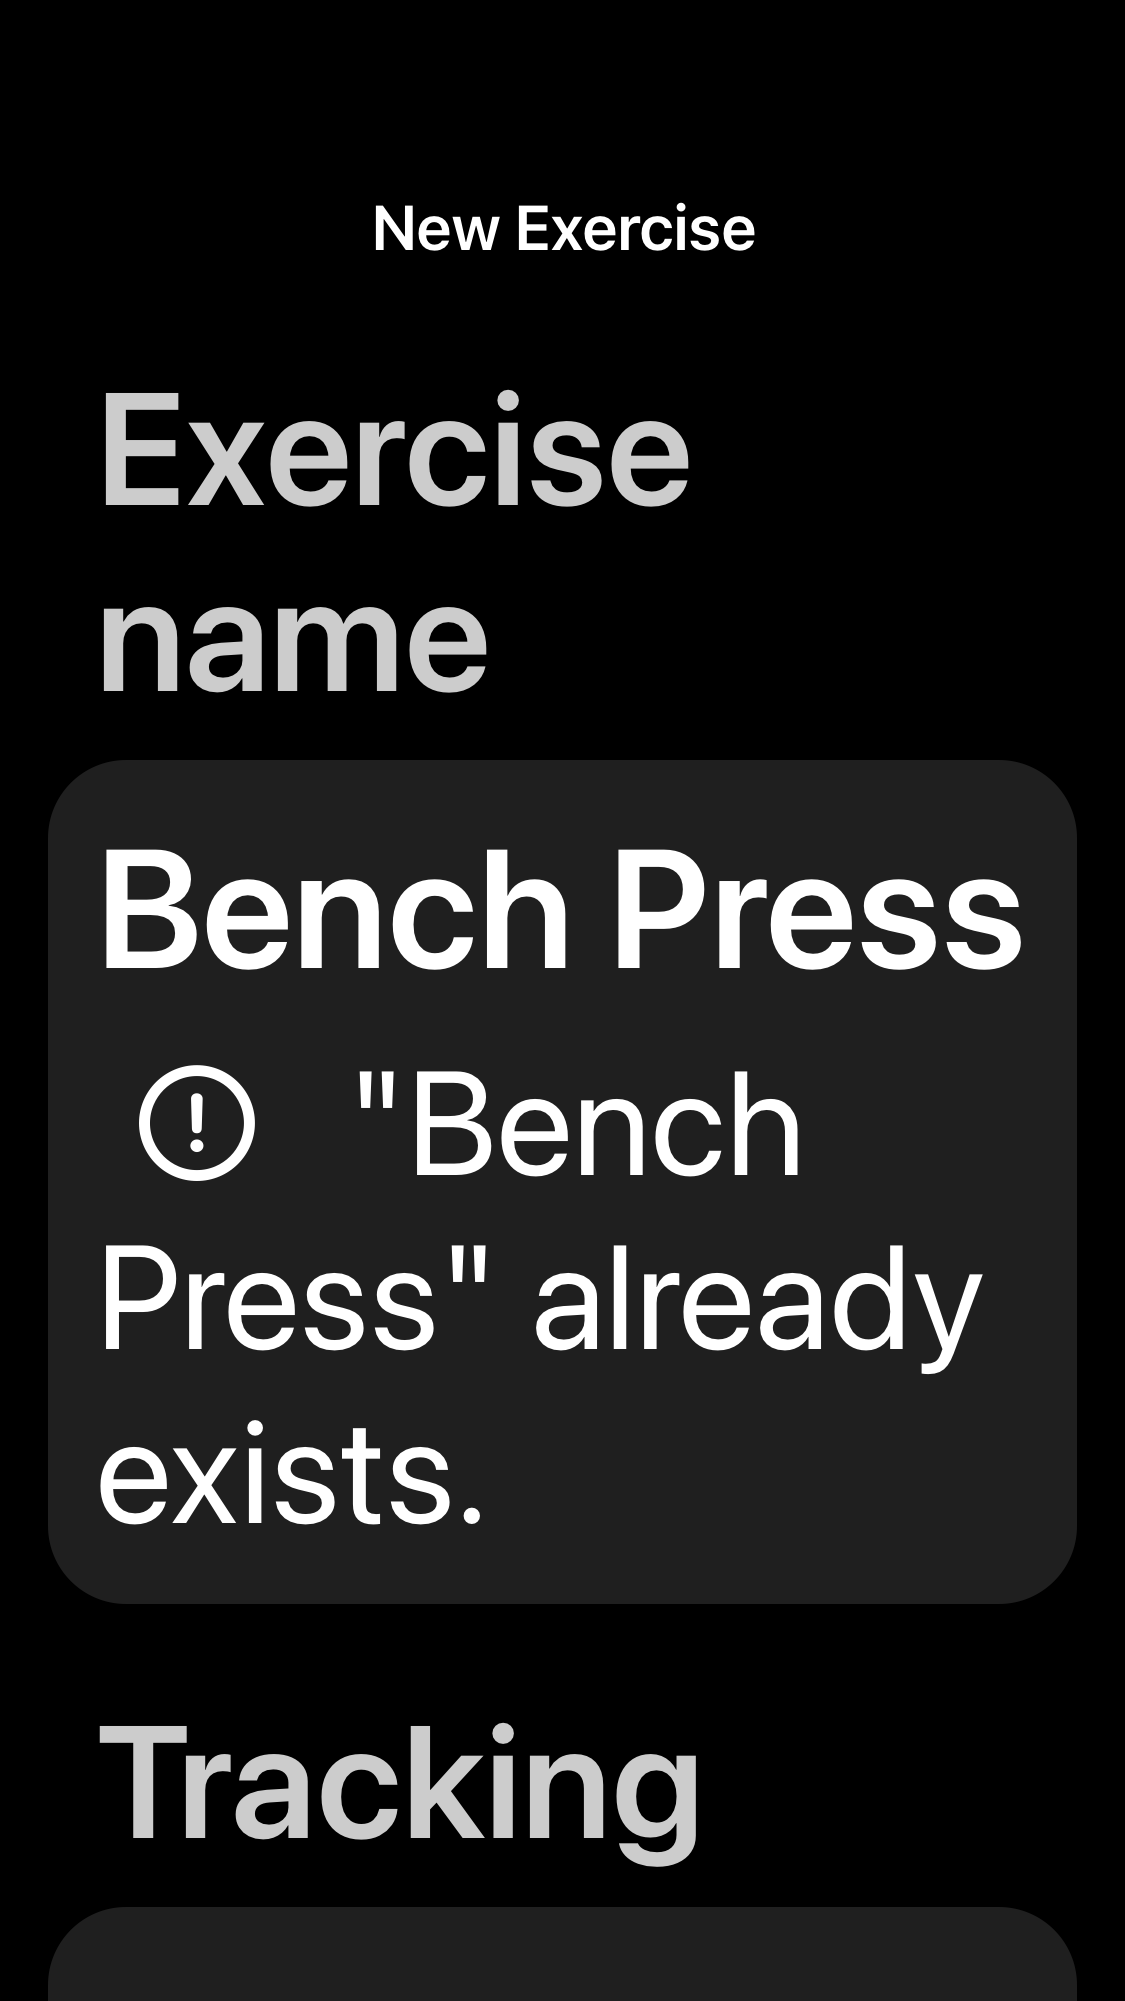 New Exercise
Exercise
name
Bench Press
"Bench
Press" already
exists.
Tracking